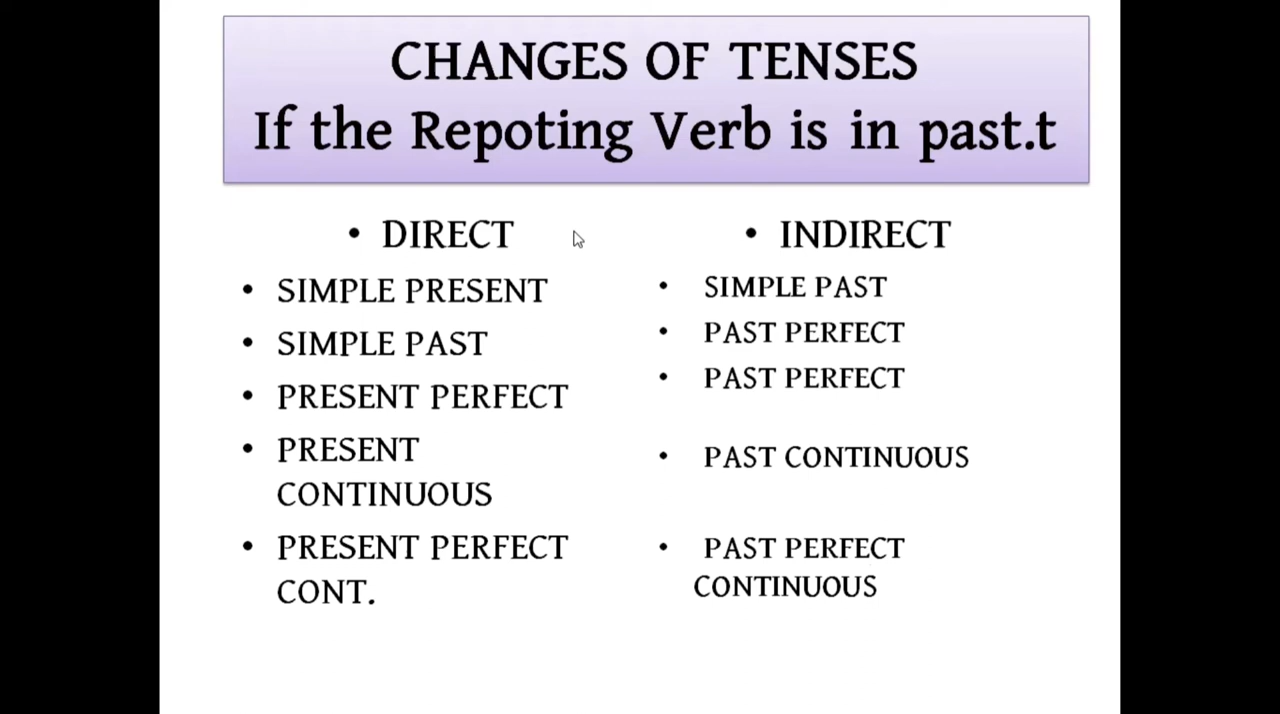 CHANGES OF TENSES
If the Repoting Verb is in past.t
• DIRECT
• SIMPLE PRESENT
• SIMPLE PAST
• PRESENT PERFECT
• PRESENT
CONTINUOUS
• PRESENT PERFECT
CONT.
• INDIRECT
• SIMPLE PAST
• PAST PERFECT
• PAST PERFECT
• PAST CONTINUOUS
• PAST PERFECT
CONTINUOUS